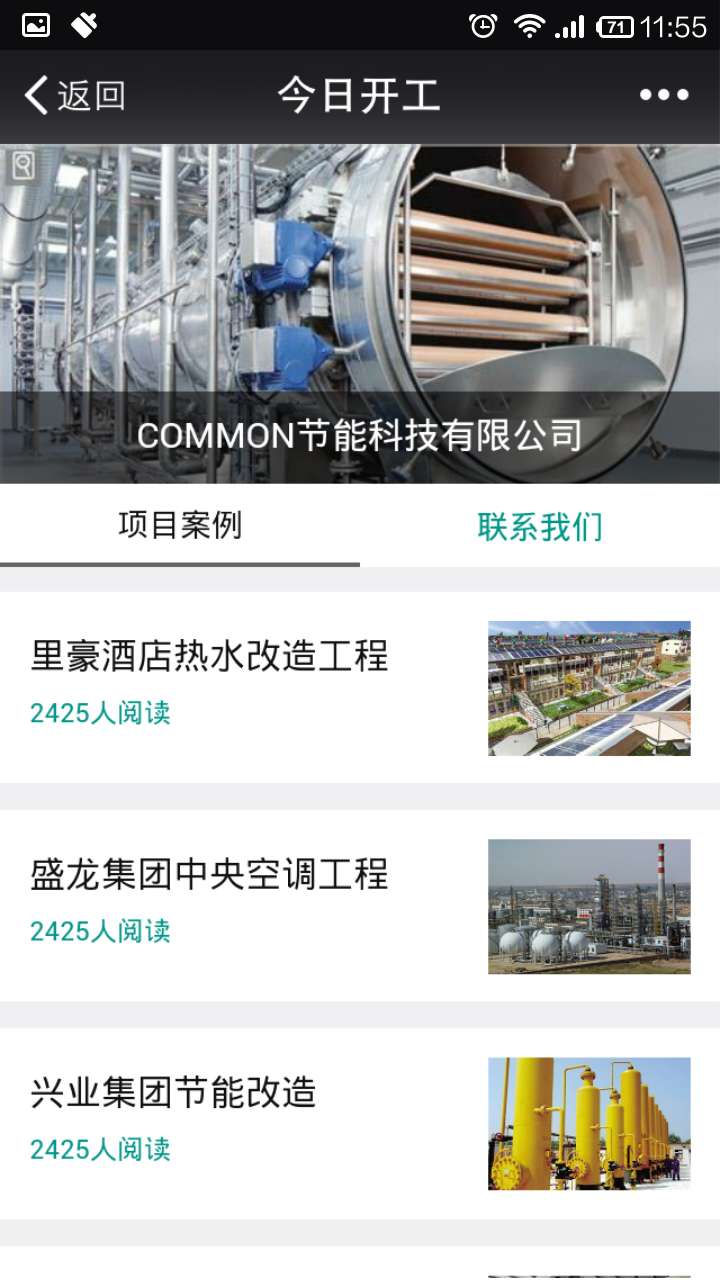 71 11:55
返回
今日开工
COMMON节能科技有限公司
项目案例
联系我们
里豪酒店热水改造工程
2425人阅读
盛龙集团中央空调工程
2425人阅读
兴业集团节能改造
2425人阅读